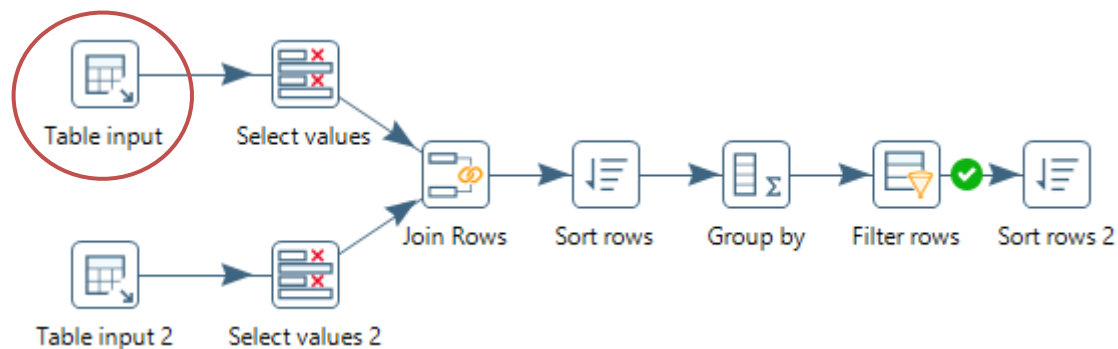 Table input
Select values
Join Rows
Sort rows
Group by
Filter rows
Sort rows 2
Table input 2
Select values 2